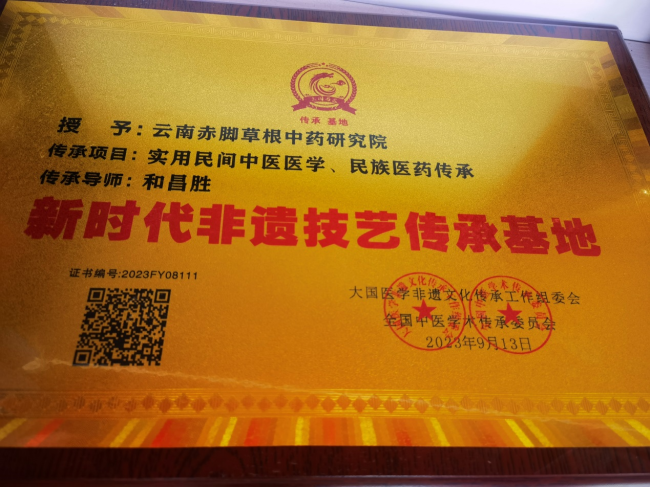 传承 基地
授 予：云南赤脚草根中药研究院
传承项目：实用民间中医医学、民族医药传承
传承导师：和昌胜
新时代非遗技艺传承基地
证书编号:2023FY08111
大国医学非遗文化传承工作组委会
全国中医学术传承委员会
2023年9月13日